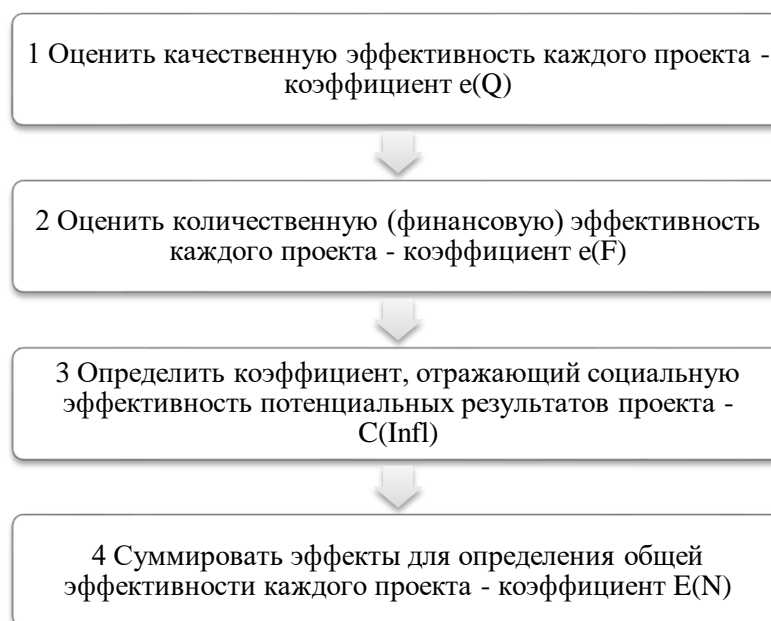 1 Оценить качественную эффективность каждого проекта -
коэффициент e(Q)
2 Оценить количественную (финансовую) эффективность
каждого проекта - коэффициент e(F)
3 Определить коэффициент, отражающий социальную
эффективность потенциальных результатов проекта -
C(Infl)
4 Суммировать эффекты для определения общей
эффективности каждого проекта - коэффициент E(N)